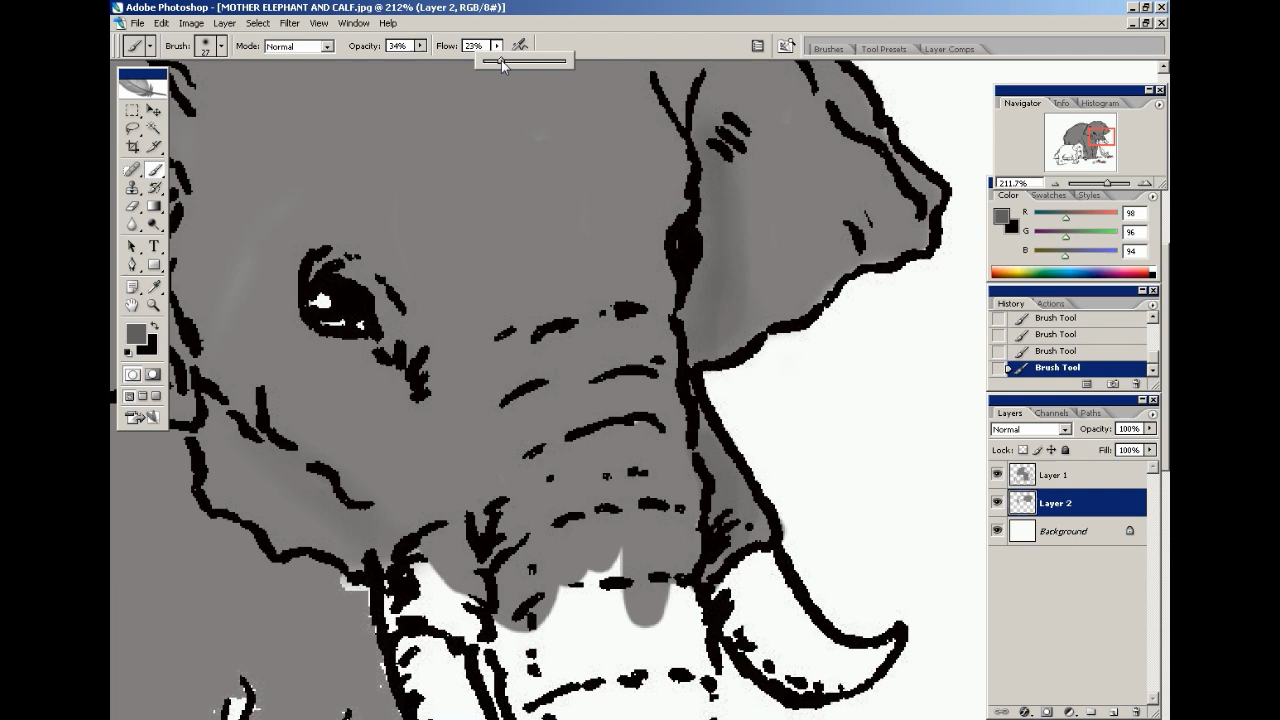 Adobe Photoshop - [MOTHER ELEPHANT AND CALF.jpg @ 212% (Layer 2, RGB/8#)]
File Edit Image Layer Select Filter View Window Help
Brush: 27 Mode: Normal Opacity: 34% Flow: 23% Brushes Tool Presets Layer Comps
Navigator Info Histogram
211.7%
Color Swatches Styles
R 98
G 96
B 94
History Actions
Brush Tool
Brush Tool
Brush Tool
Brush Tool
Layers Channels Paths
Normal Opacity: 100%
Lock: Fill: 100%
Layer 1
Layer 2
Background
T